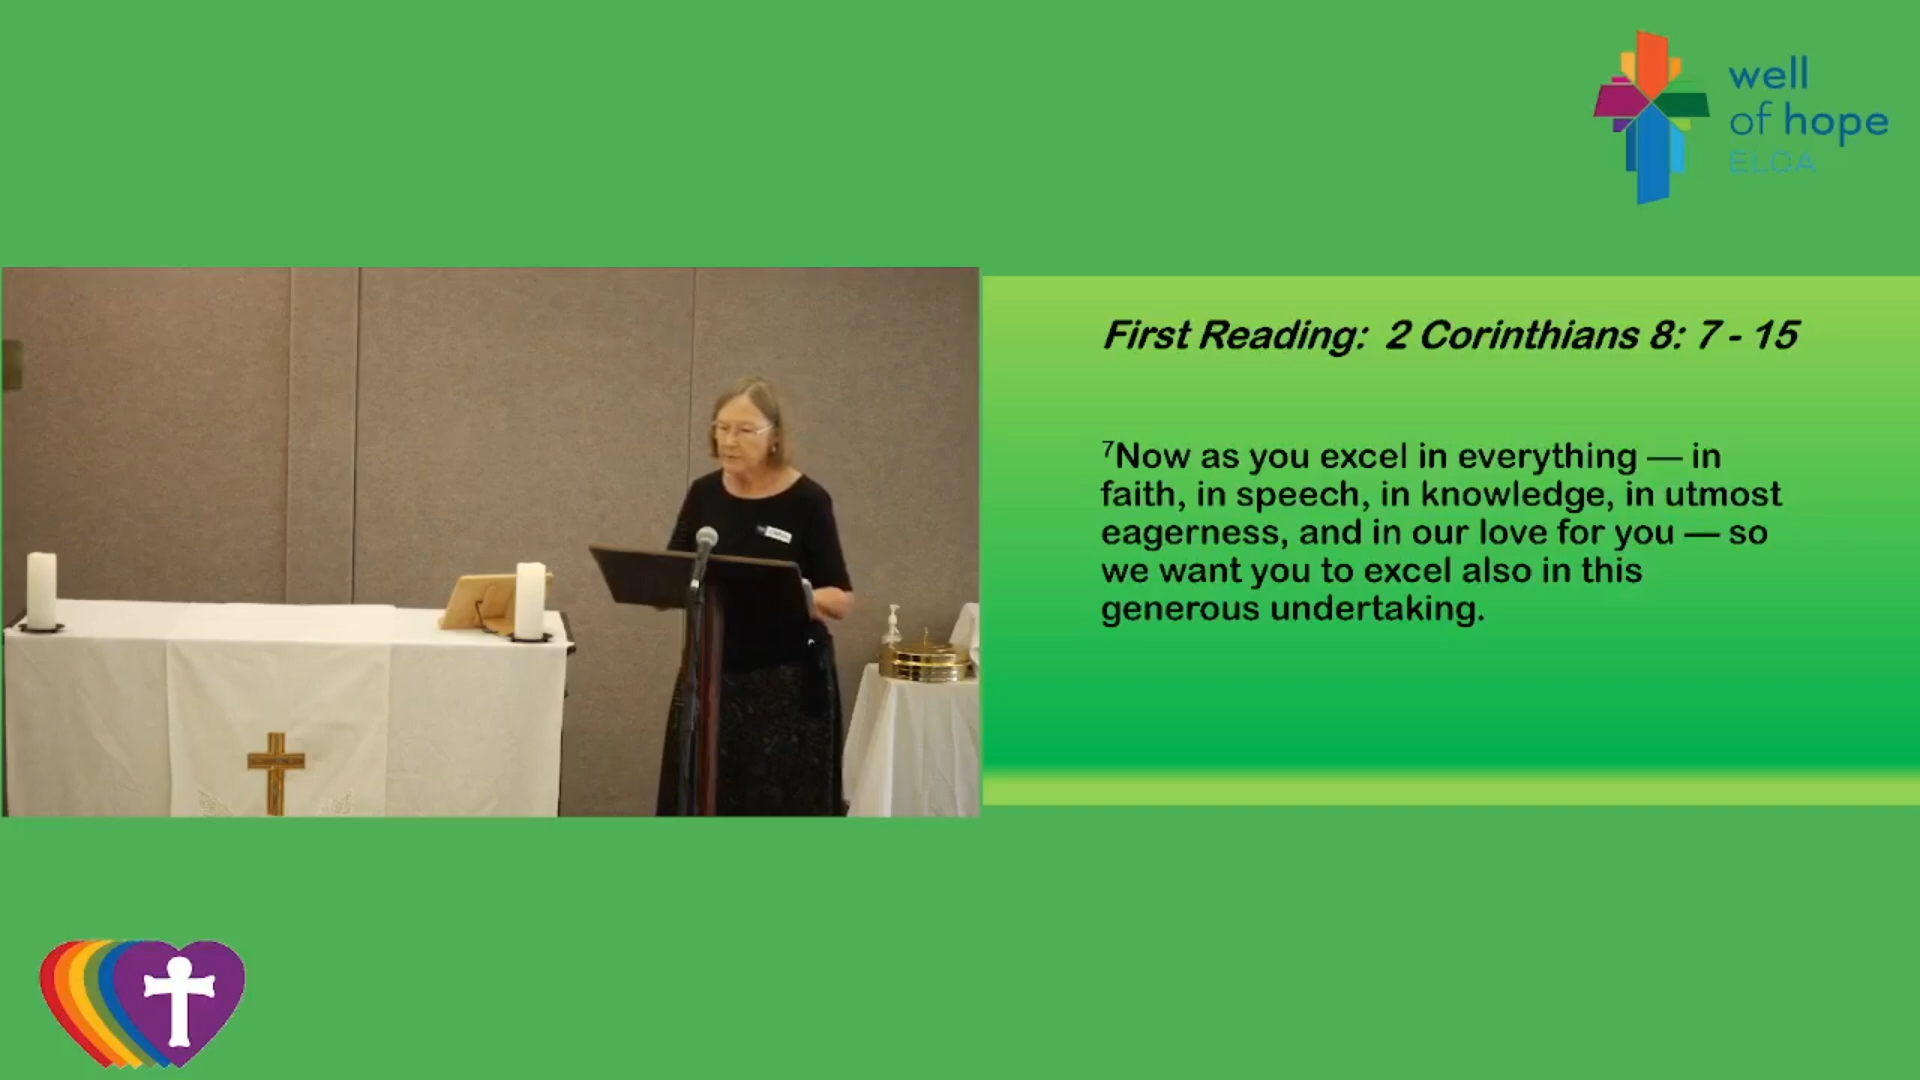 well
of hope
ELCA
First Reading: 2 Corinthians 8: 7 - 15
⁷Now as you excel in everything — in
faith, in speech, in knowledge, in utmost
eagerness, and in our love for you — so
we want you to excel also in this
generous undertaking.